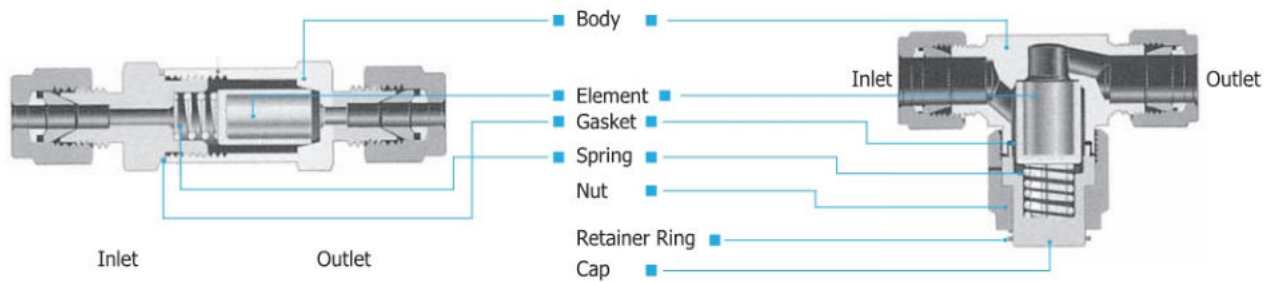 Body
Inlet
Element
Outlet
Gasket
Spring
Nut
Retainer Ring
Inlet
Outlet
Cap